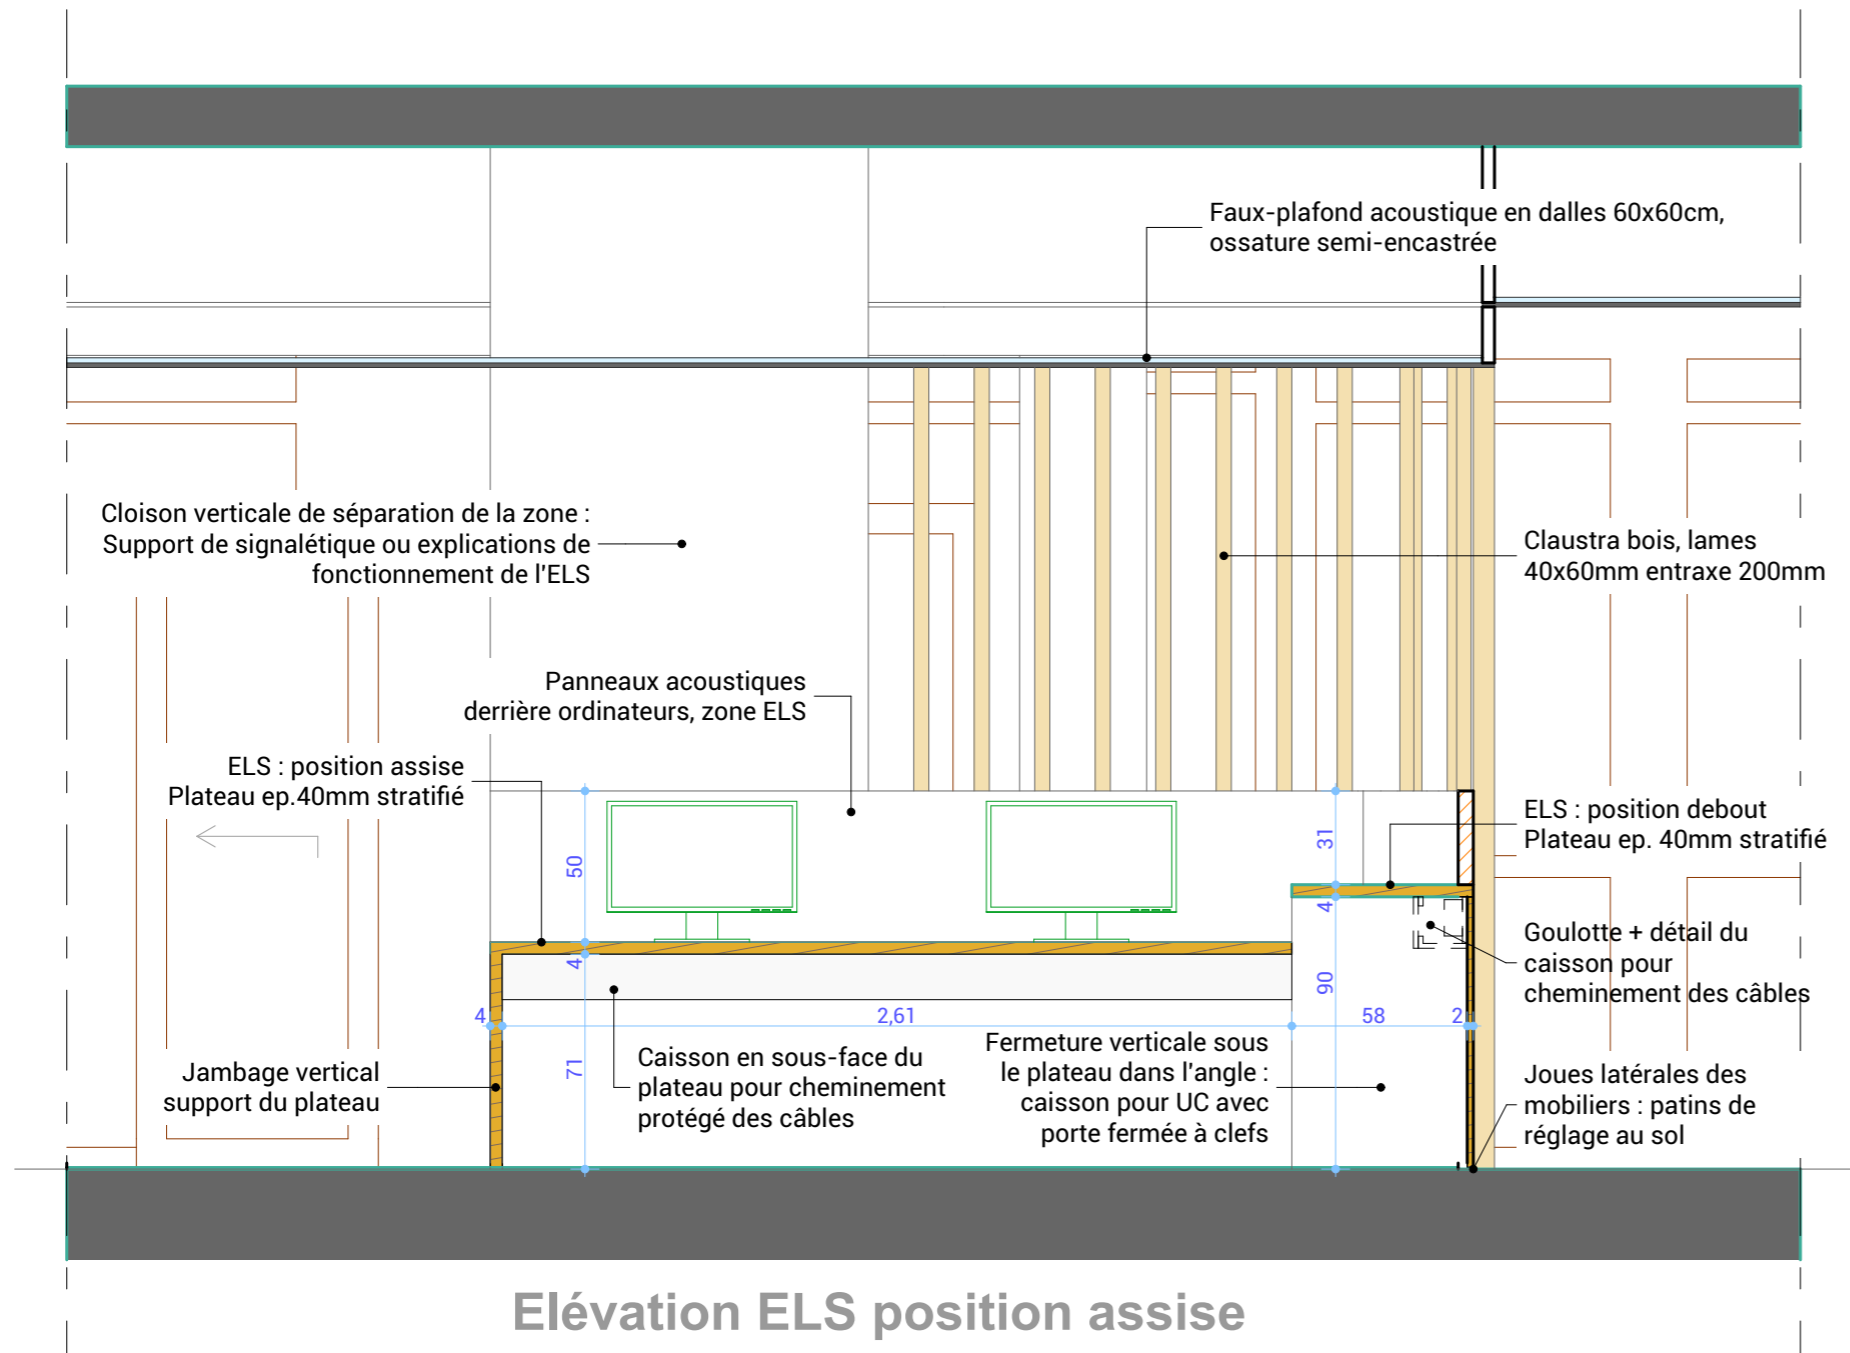 Faux-plafond acoustique en dalles 60x60cm,
ossature semi-encastrée
Cloison verticale de séparation de la zone :
Support de signalétique ou explications de
fonctionnement de l'ELS
Claustra bois, lames
40x60mm entraxe 200mm
Panneaux acoustiques
derrière ordinateurs, zone ELS
ELS : position assise
Plateau ep.40mm stratifié
ELS : position debout
Plateau ep. 40mm stratifié
50
31
4
4
90
71
4
2,61
58
2
Goulotte + détail du
caisson pour
cheminement des câbles
Jambage vertical
support du plateau
Caisson en sous-face du
plateau pour cheminement
protégé des câbles
Fermeture verticale sous
le plateau dans l'angle :
caisson pour UC avec
porte fermée à clefs
Joues latérales des
mobiliers : patins de
réglage au sol
Elévation ELS position assise